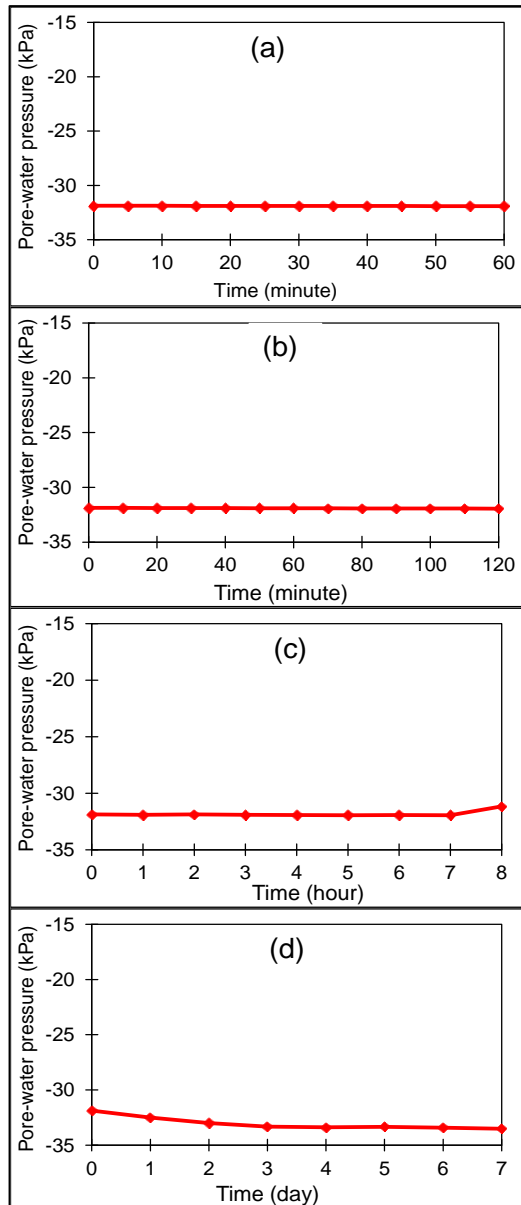 (a)
Pore-water pressure (kPa)
-15
-20
-25
-30
-35
0 10 20 30 40 50 60
Time (minute)
(b)
Pore-water pressure (kPa)
-15
-20
-25
-30
-35
0 20 40 60 80 100 120
Time (minute)
(c)
Pore-water pressure (kPa)
-15
-20
-25
-30
-35
0 1 2 3 4 5 6 7 8
Time (hour)
(d)
Pore-water pressure (kPa)
-15
-20
-25
-30
-35
0 1 2 3 4 5 6 7
Time (day)